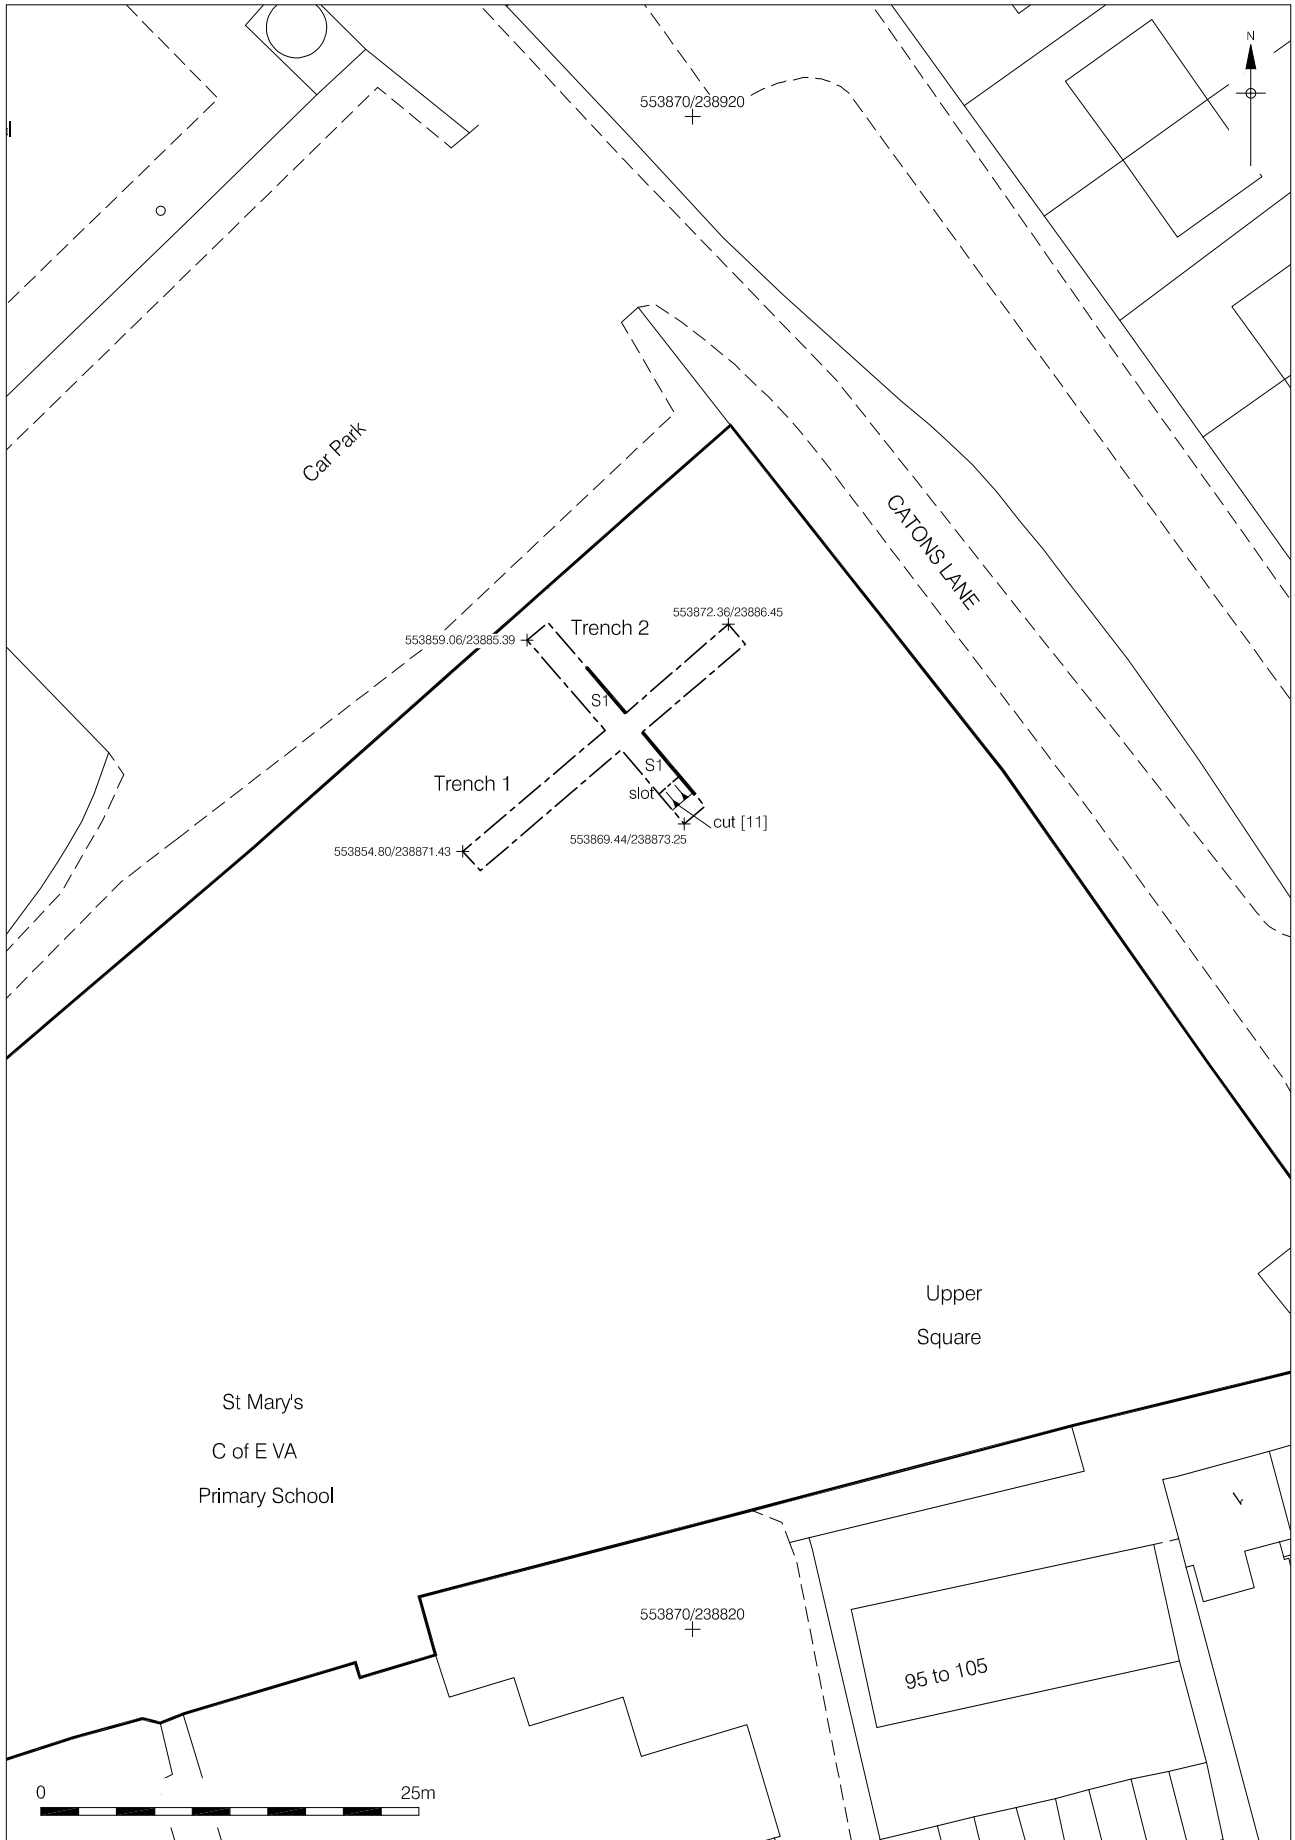 N
553870/238920
Car Park
CATONS LANE
553872.36/23886.45
Trench 2
553859.06/23885.39
S1
S1
Trench 1
slot
cut [11]
553869.44/238873.25
553854.80/238871.43
Upper
Square
St Mary's
C of E VA
Primary School
1
553870/238820
95 to 105
0
25m